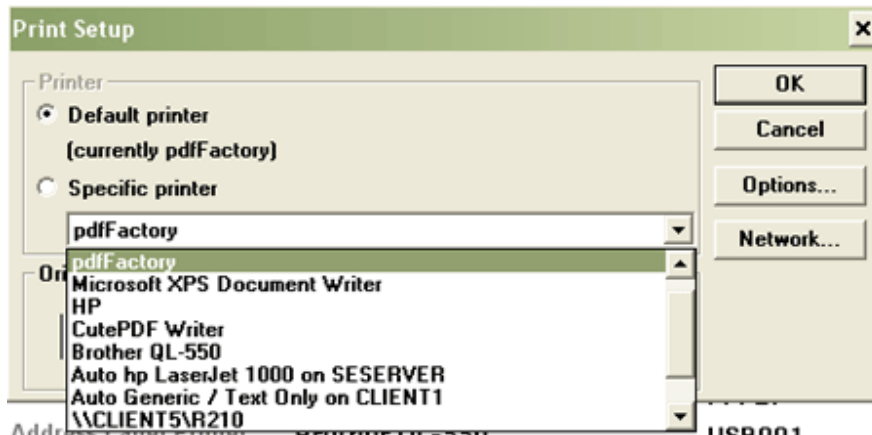 Print Setup
Printer
Default printer
(currently pdfFactory)
Specific printer
pdfFactory
pdfFactory
Microsoft XPS Document Writer
HP
CutePDF Writer
Brother QL-550
Auto hp LaserJet 1000 on SESERVER
Auto Generic / Text Only on CLIENT1
\\CLIENT5\R210
Ori
OK
Cancel
Options...
Network...
USB001